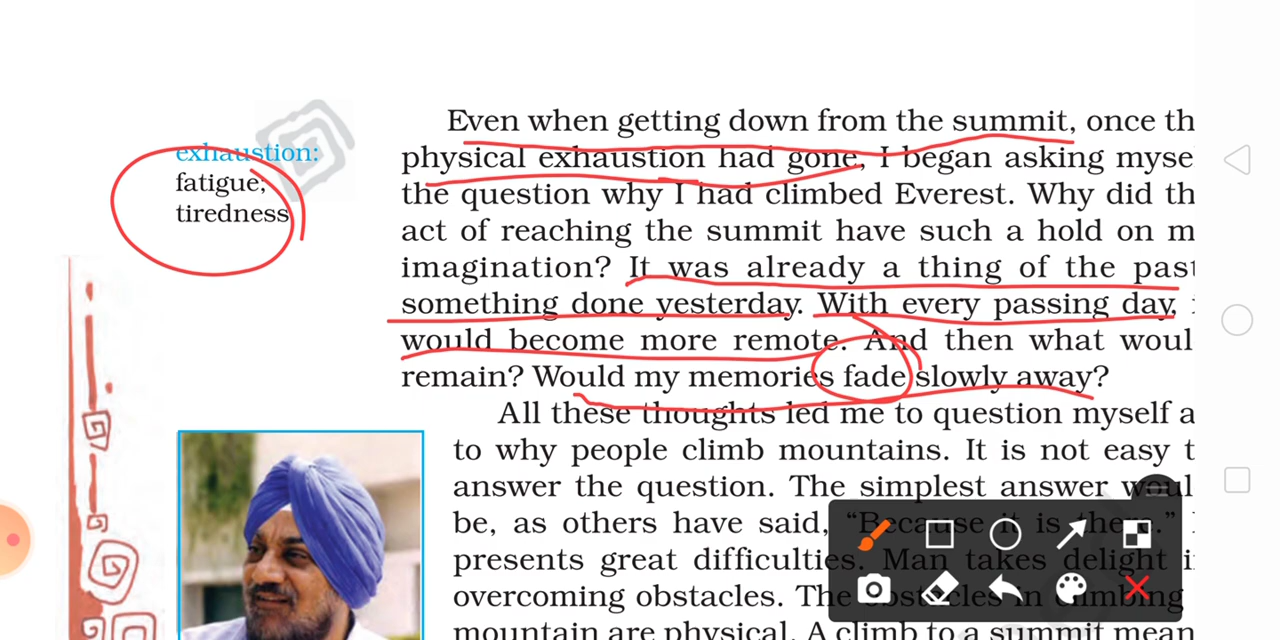 exhaustion:
fatigue;
tiredness
Even when getting down from the summit, once th
physical exhaustion had gone, I began asking myse
the question why I had climbed Everest. Why did th
act of reaching the summit have such a hold on m
imagination? It was already a thing of the past
something done yesterday. With every passing day,
would become more remote. And then what woul
remain? Would my memories fade slowly away?
All these thoughts led me to question myself a
to why people climb mountains. It is not easy t
answer the question. The simplest answer woul
be, as others have said, “Because it is there.”
presents great difficulties. Man takes delight i
overcoming obstacles. The obstacles in climbing
mountain are physical. A climb to a summit mean